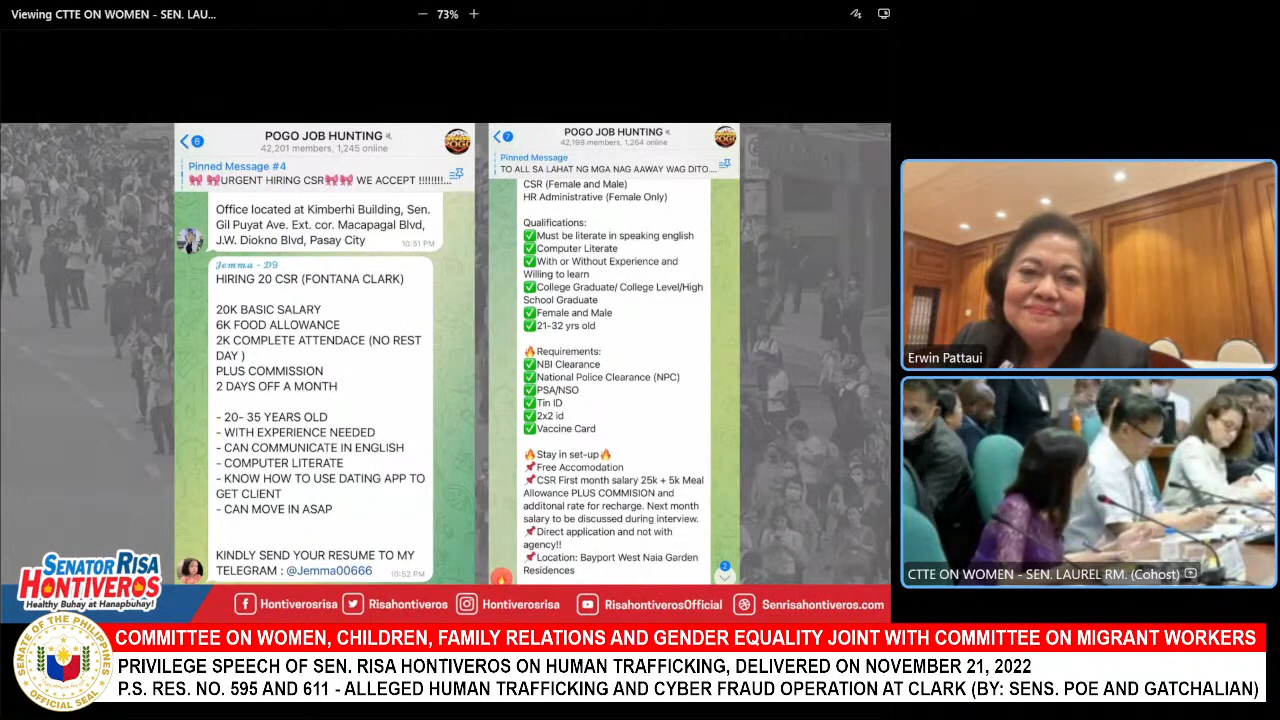 Viewing CTTE ON WOMEN - SEN. LAU...
— 73% +
6
POGO JOB HUNTING
42,201 members, 1,245 online
Pinned Message #4
URGENT HIRING CSR WE ACCEPT !!!!!!!!...
Office located at Kimberhi Building, Sen.
Gil Puyat Ave. Ext. cor. Macapagal Blvd,
J.W. Diokno Blvd, Pasay City
10:51 PM
Jemma - D9
HIRING 20 CSR (FONTANA CLARK)
20K BASIC SALARY
6K FOOD ALLOWANCE
2K COMPLETE ATTENDACE (NO REST
DAY )
PLUS COMMISSION
2 DAYS OFF A MONTH
- 20- 35 YEARS OLD
- WITH EXPERIENCE NEEDED
- CAN COMMUNICATE IN ENGLISH
- COMPUTER LITERATE
- KNOW HOW TO USE DATING APP TO
GET CLIENT
- CAN MOVE IN ASAP
KINDLY SEND YOUR RESUME TO MY
TELEGRAM : @Jemma00666
10:52 PM
7
POGO JOB HUNTING
42,199 members, 1,264 online
Pinned Message
TO ALL SA LAHAT NG MGA NAG AAWAY WAG DITO....
CSR (Female and Male)
HR Administrative (Female Only)
Qualifications:
✅Must be literate in speaking english
✅Computer Literate
✅With or Without Experience and
Willing to learn
✅College Graduate/ College Level/High
School Graduate
✅Female and Male
✅21-32 yrs old
🔥Requirements:
✅NBI Clearance
✅National Police Clearance (NPC)
✅PSA/NSO
✅Tin ID
✅2x2 id
✅Vaccine Card
🔥Stay in set-up🔥
📌Free Accomodation
📌CSR First month salary 25k + 5k Meal
Allowance PLUS COMMISION and
additonal rate for recharge. Next month
salary to be discussed during interview.
📌Direct application and not with
agency!!
📌Location: Bayport West Naia Garden
Residences
2
Erwin Pattaui
CTTE ON WOMEN - SEN. LAUREL RM. (Cohost)
SENATOR RISA
HONTIVEROS
Healthy Buhay at Hanapbuhay!
Hontiverosrisa
Risahontiveros
Hontiverosrisa
RisahontiverosOfficial
Senrisahontiveros.com
SENATE OF THE PHILIPPINES
OFFICIAL SEAL
COMMITTEE ON WOMEN, CHILDREN, FAMILY RELATIONS AND GENDER EQUALITY JOINT WITH COMMITTEE ON MIGRANT WORKERS
PRIVILEGE SPEECH OF SEN. RISA HONTIVEROS ON HUMAN TRAFFICKING, DELIVERED ON NOVEMBER 21, 2022
P.S. RES. NO. 595 AND 611 - ALLEGED HUMAN TRAFFICKING AND CYBER FRAUD OPERATION AT CLARK (BY: SENS. POE AND GATCHALIAN)